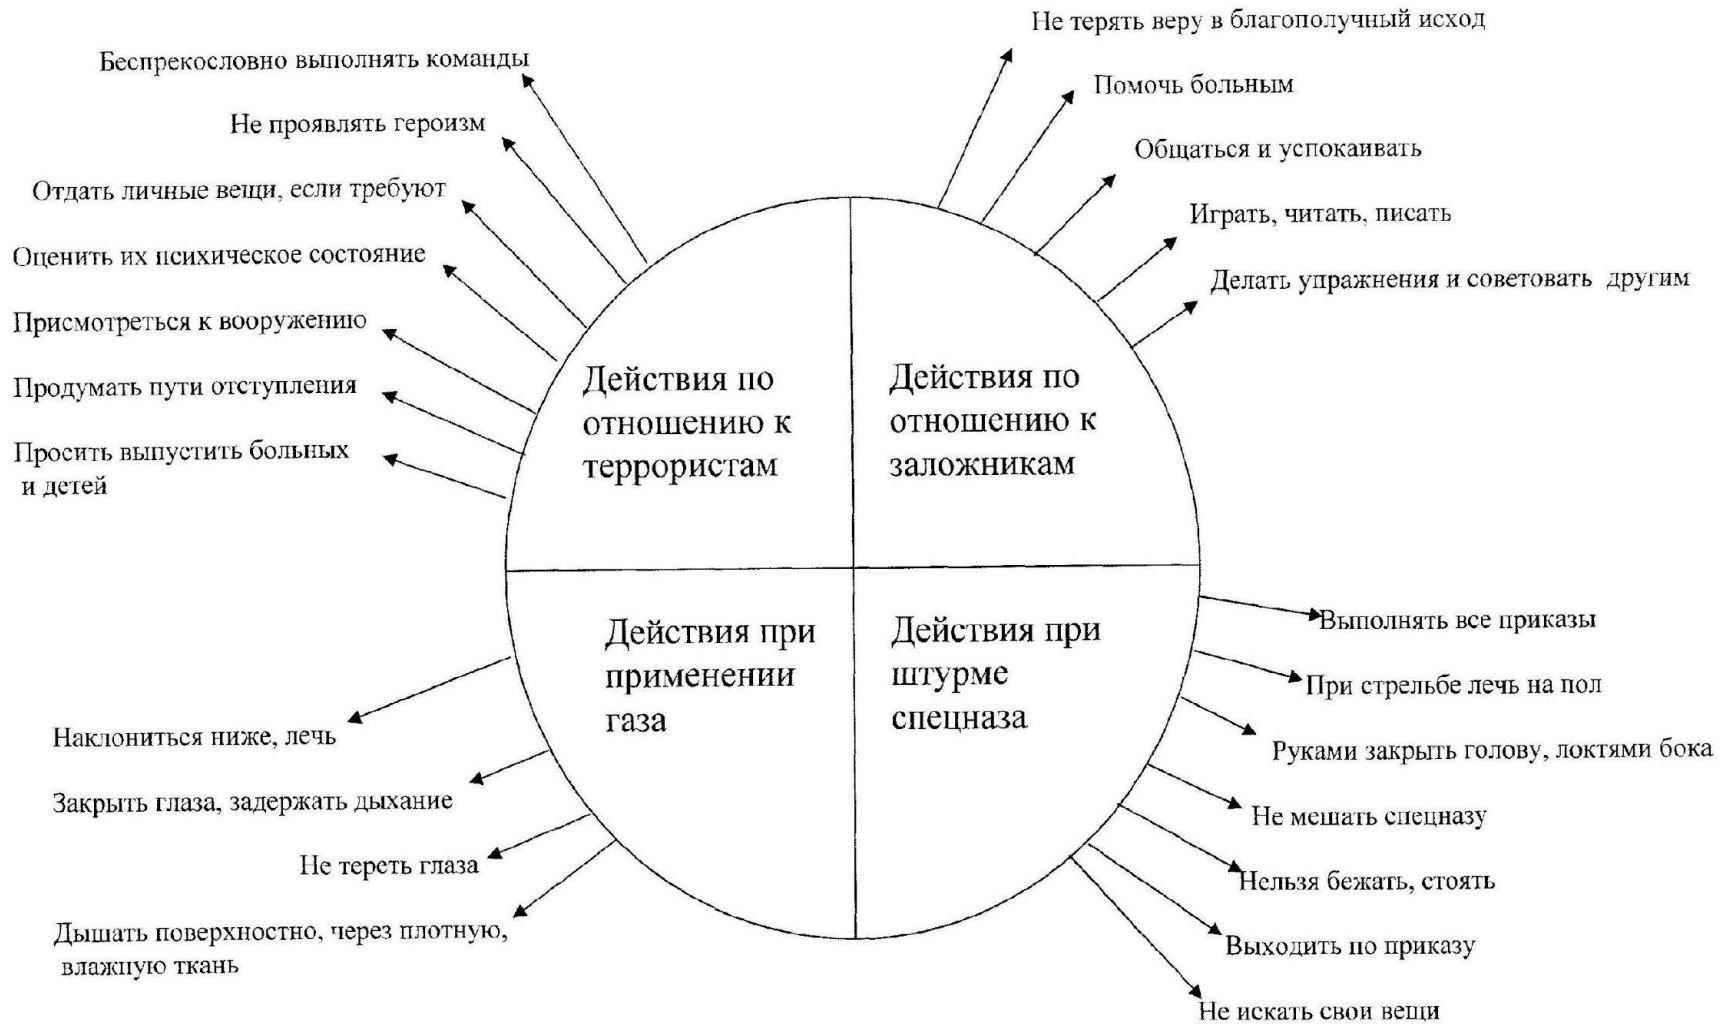 Не терять веру в благополучный исход
Беспрекословно выполнять команды
Помочь больным
Не проявлять героизм
Общаться и успокаивать
Отдать личные вещи, если требуют
Играть, читать, писать
Оценить их психическое состояние
Делать упражнения и советовать другим
Присмотреться к вооружению
Продумать пути отступления
Просить выпустить больных
и детей
Действия по
отношению к
террористам
Действия по
отношению к
заложникам
Действия при
применении
газа
Действия при
штурме
спецназа
Наклониться ниже, лечь
Закрыть глаза, задержать дыхание
Не тереть глаза
Дышать поверхностно, через плотную,
влажную ткань
Выполнять все приказы
При стрельбе лечь на пол
Руками закрыть голову, локтями бока
Не мешать спецназу
Нельзя бежать, стоять
Выходить по приказу
Не искать свои вещи